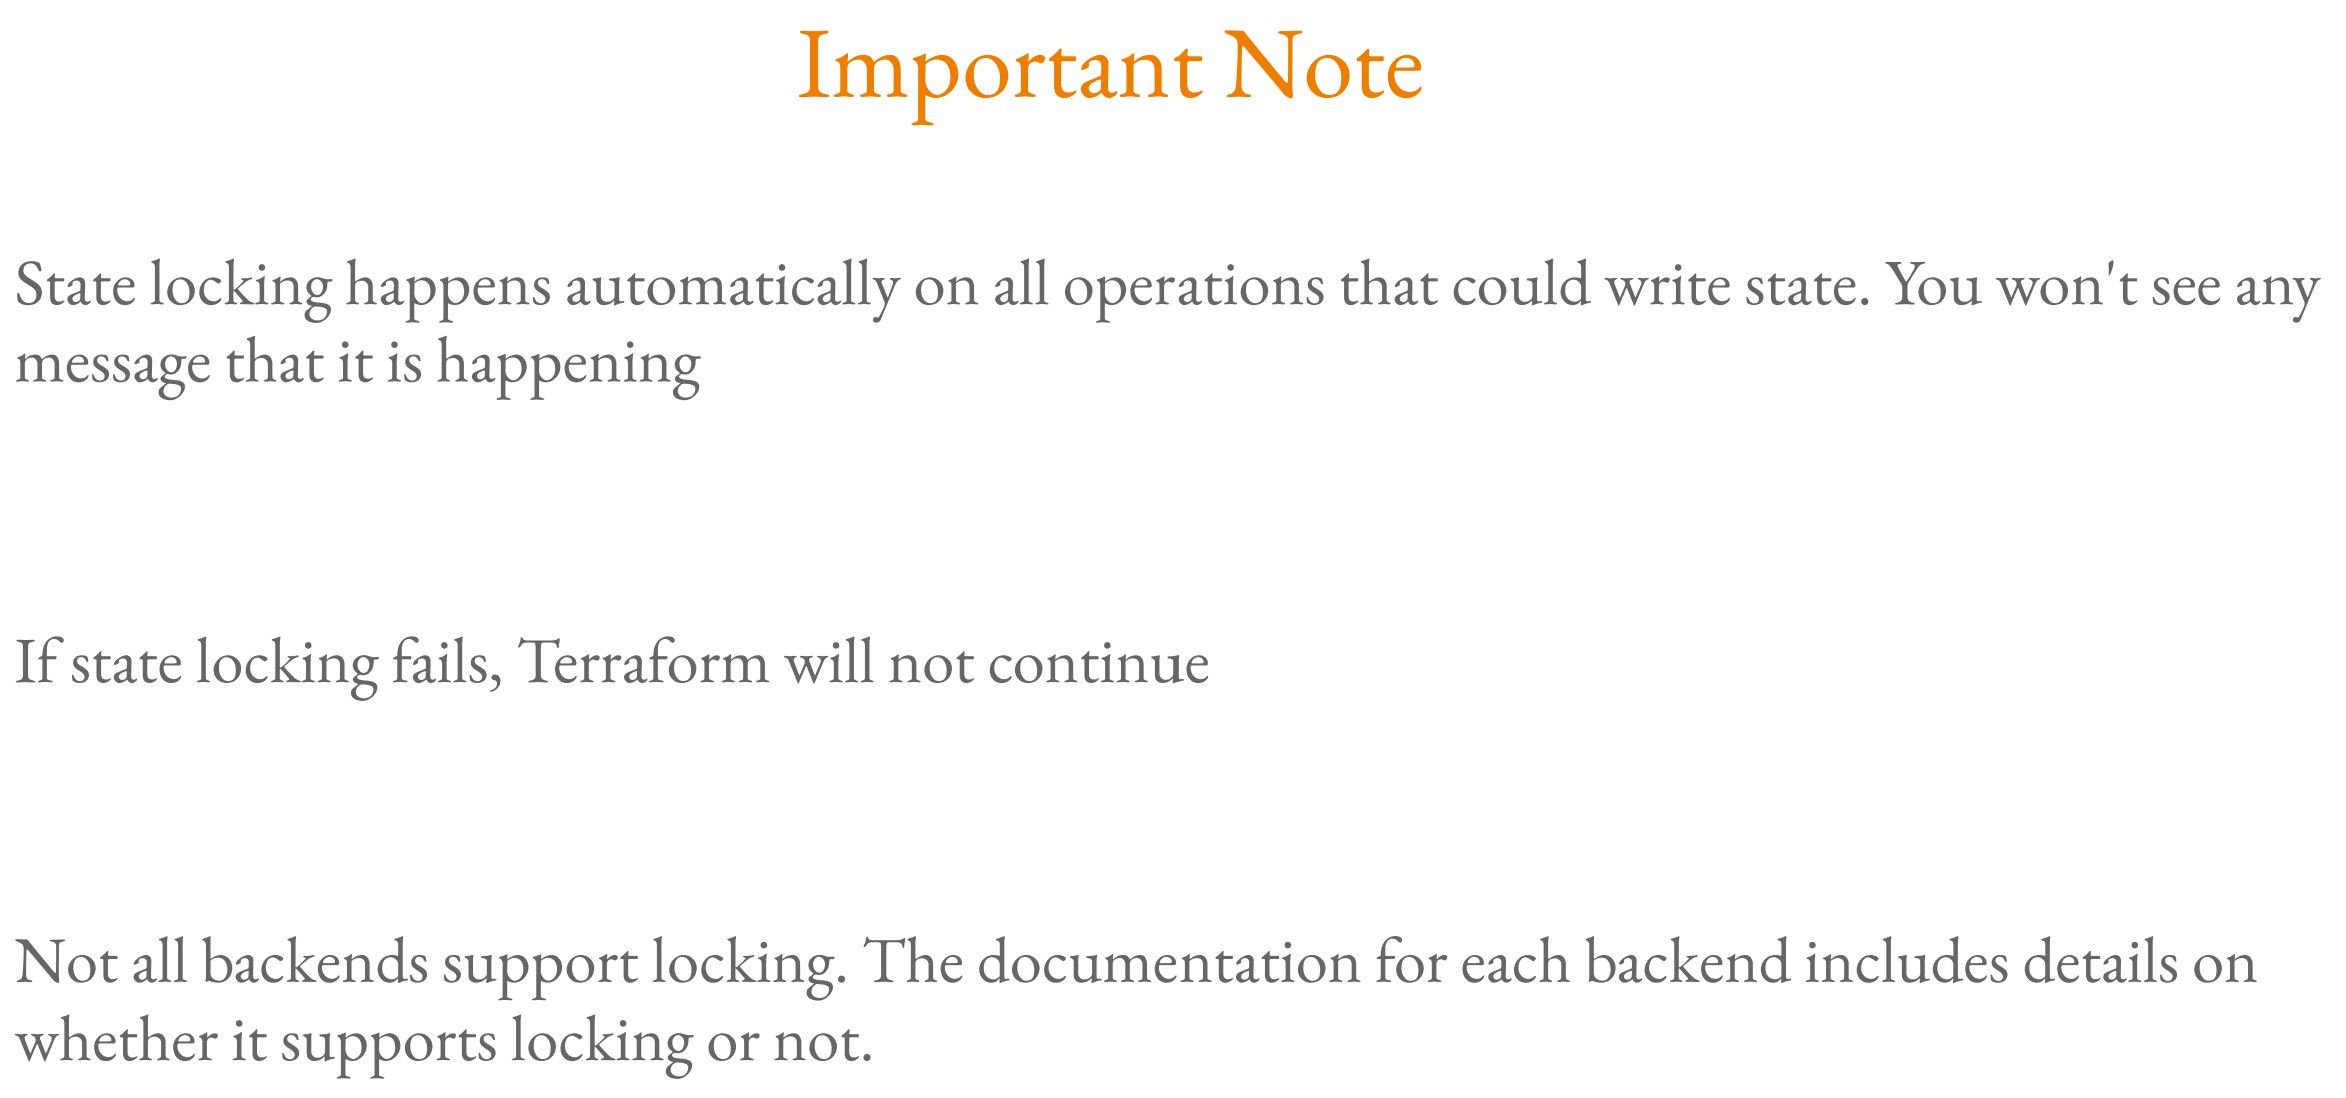 Important Note
State locking happens automatically on all operations that could write state. You won't see any
message that it is happening
If state locking fails, Terraform will not continue
Not all backends support locking. The documentation for each backend includes details on
whether it supports locking or not.